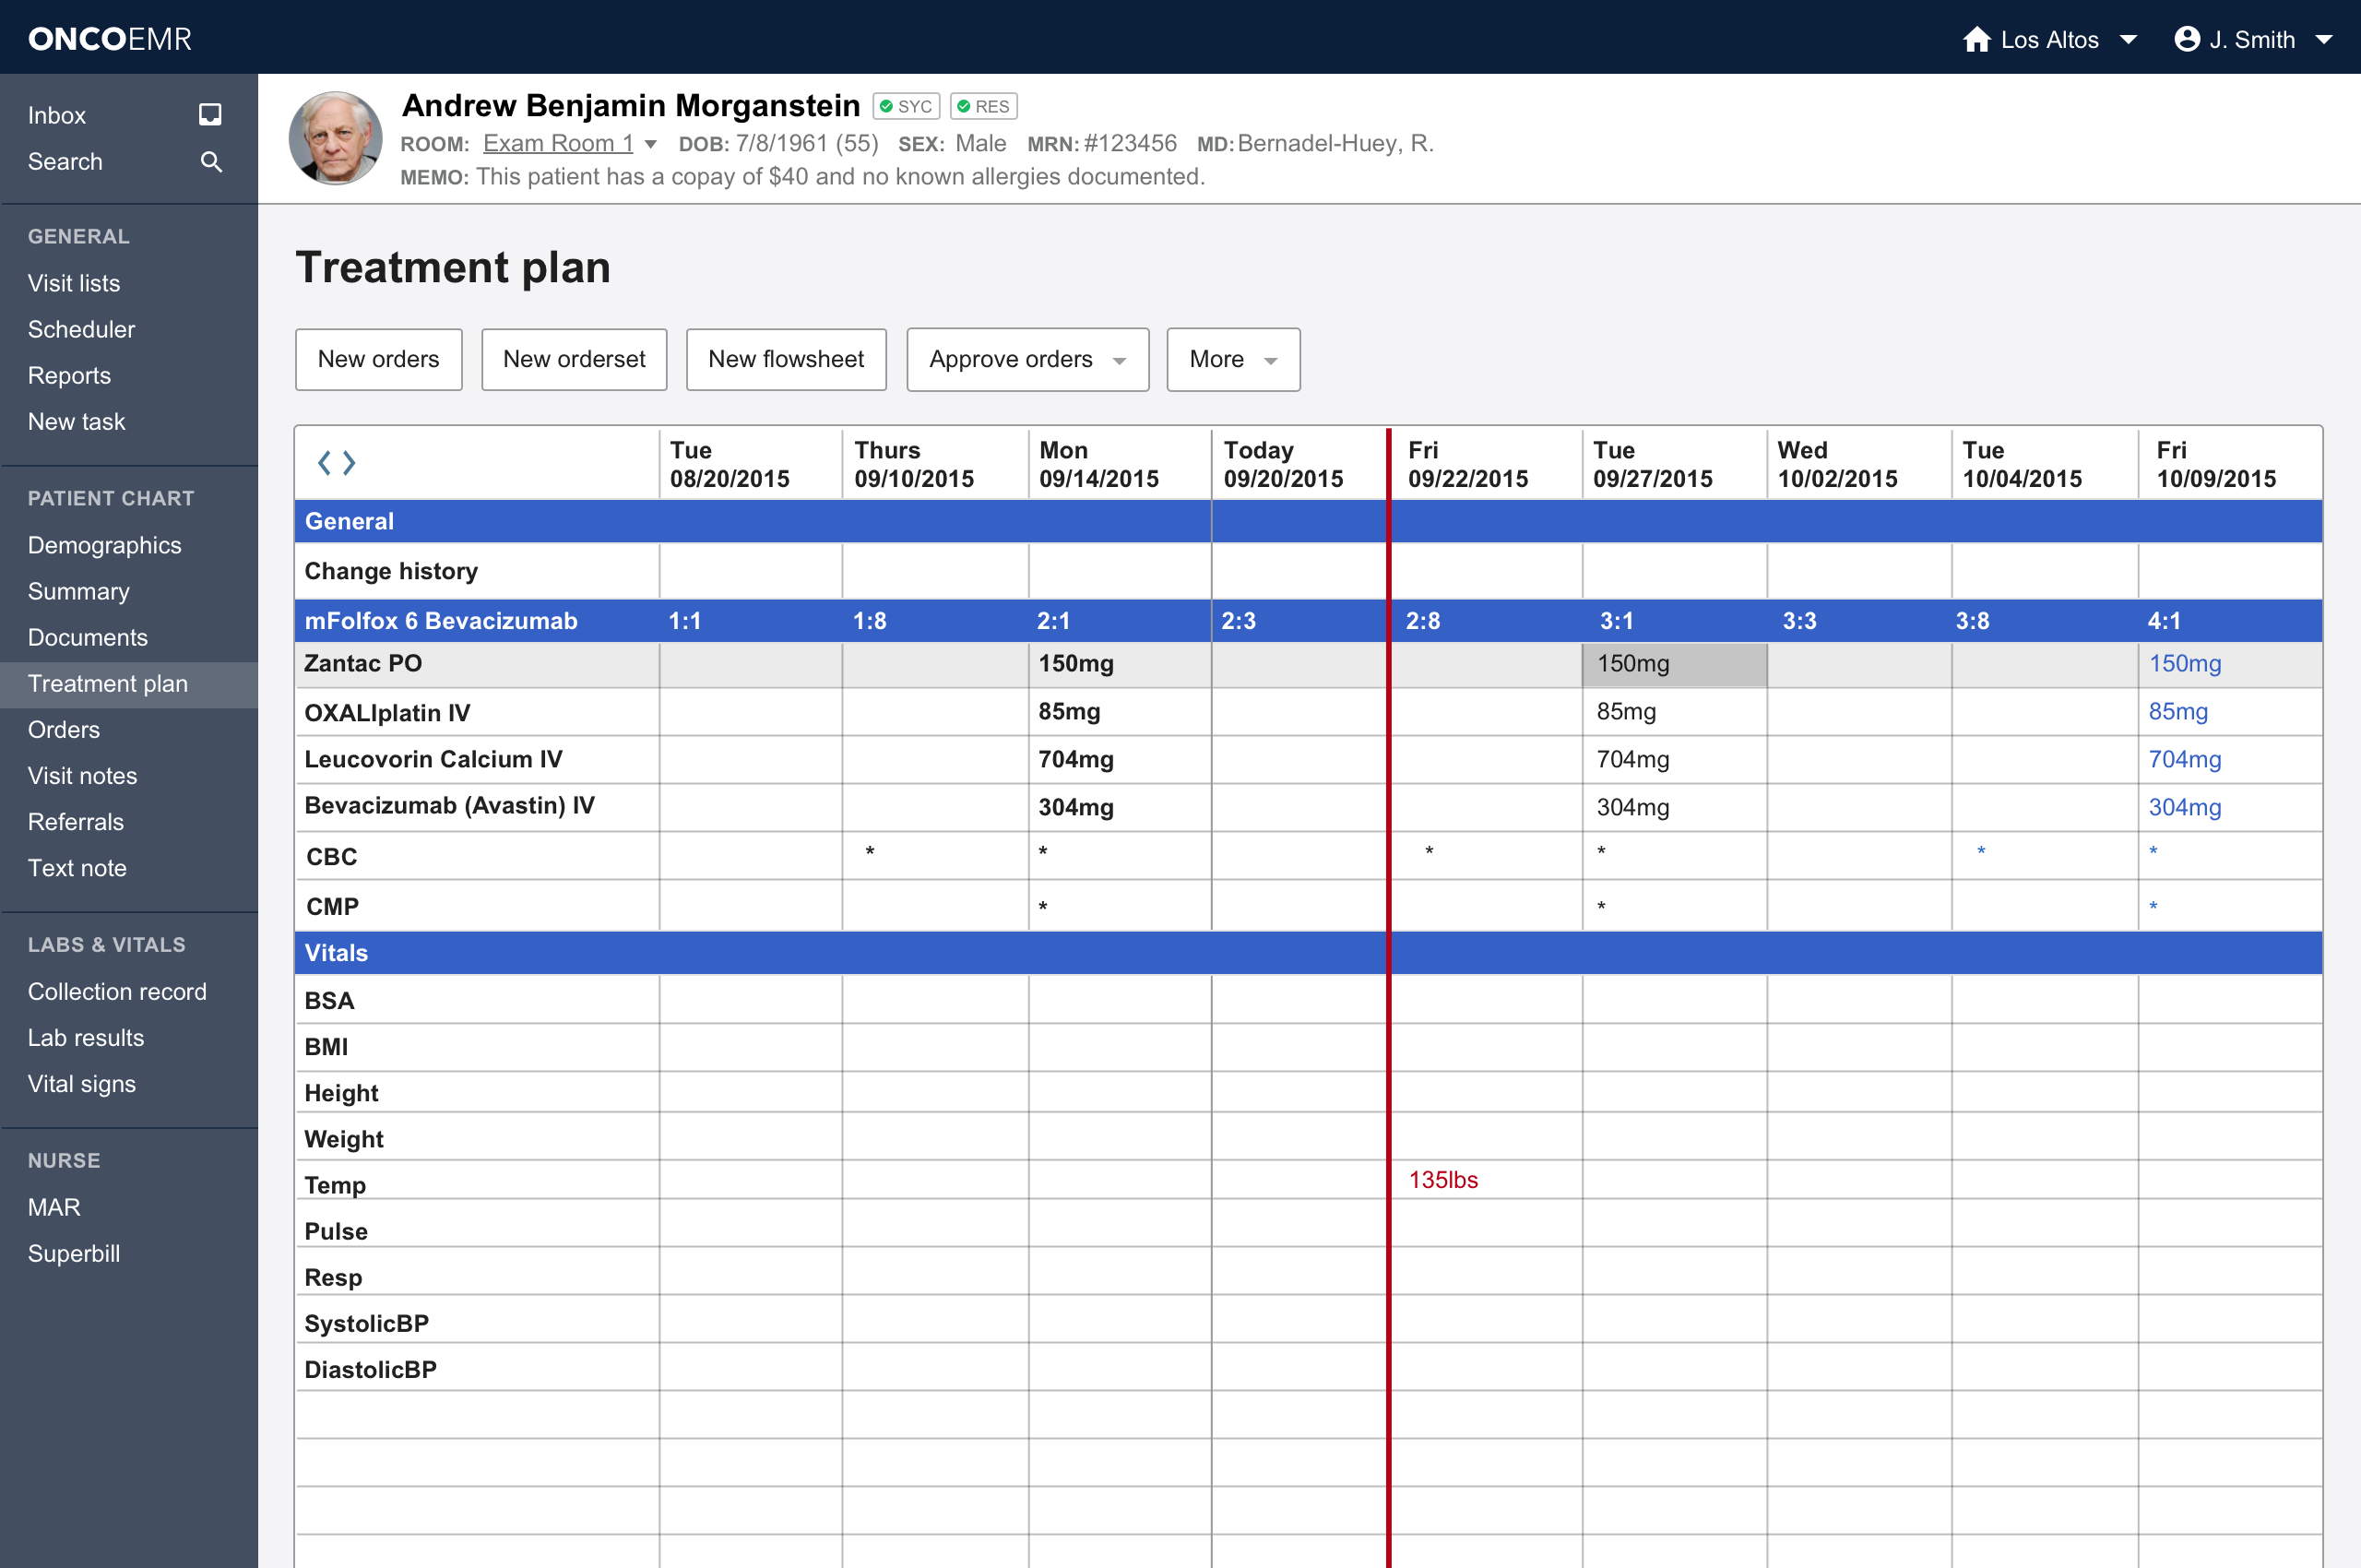 ONCOEMR
Los Altos
J. Smith
Inbox
Search
GENERAL
Visit lists
Scheduler
Reports
New task
PATIENT CHART
Demographics
Summary
Documents
Treatment plan
Orders
Visit notes
Referrals
Text note
LABS & VITALS
Collection record
Lab results
Vital signs
NURSE
MAR
Superbill
Andrew Benjamin Morganstein SYC RES
ROOM: Exam Room 1 DOB: 7/8/1961 (55) SEX: Male MRN: #123456 MD: Bernadel-Huey, R.
MEMO: This patient has a copay of $40 and no known allergies documented.
Treatment plan
New orders New orderset New flowsheet Approve orders More
Tue Thurs Mon Today Fri Tue Wed Tue Fri
08/20/2015 09/10/2015 09/14/2015 09/20/2015 09/22/2015 09/27/2015 10/02/2015 10/04/2015 10/09/2015
General
Change history
mFolfox 6 Bevacizumab 1:1 1:8 2:1 2:3 2:8 3:1 3:3 3:8 4:1
Zantac PO 150mg 150mg 150mg
OXALIplatin IV 85mg 85mg 85mg
Leucovorin Calcium IV 704mg 704mg 704mg
Bevacizumab (Avastin) IV 304mg 304mg 304mg
CBC * * * * * *
CMP * * *
Vitals
BSA
BMI
Height
Weight
Temp 135lbs
Pulse
Resp
SystolicBP
DiastolicBP